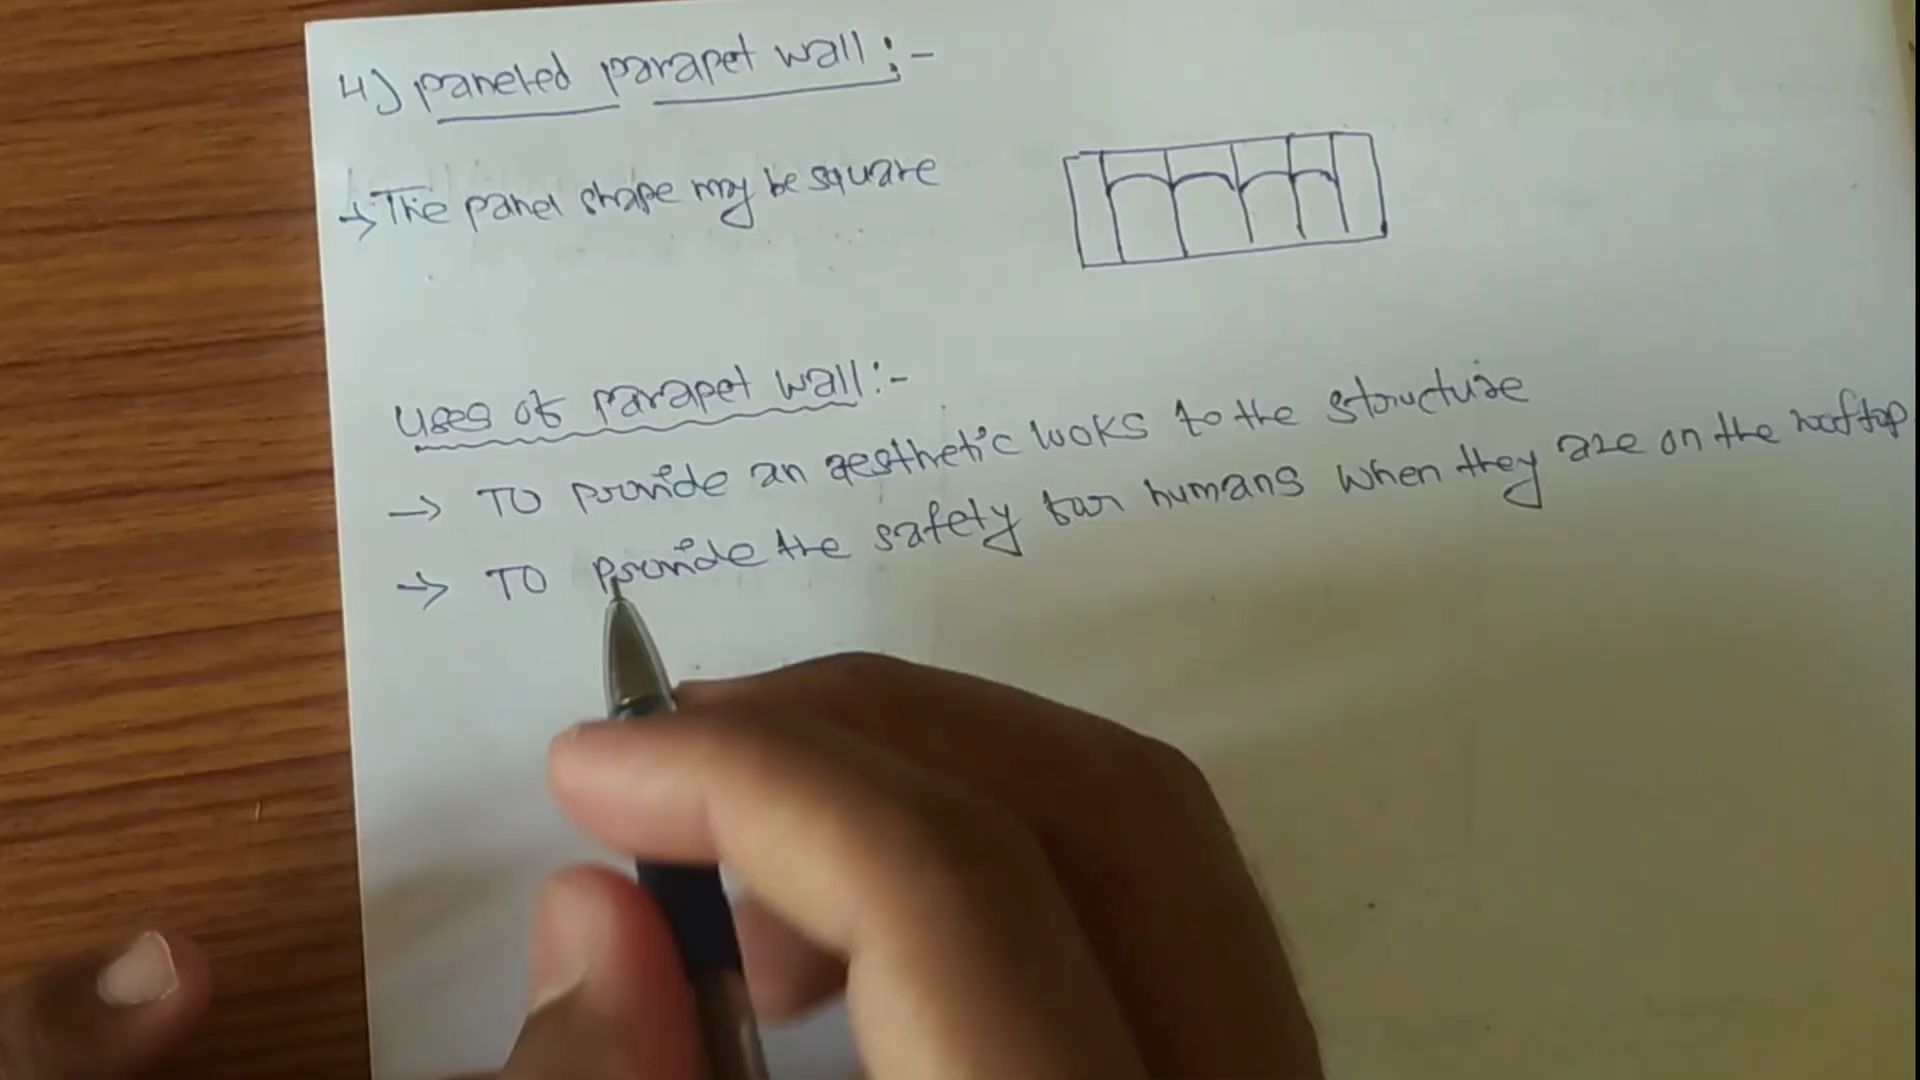 4) paneled parapet wall :-
→ The panel shape may be square
uses of parapet wall :-
→ TO provide an aesthetic looks to the structure
→ TO provide the safety for humans when they are on the rooftop